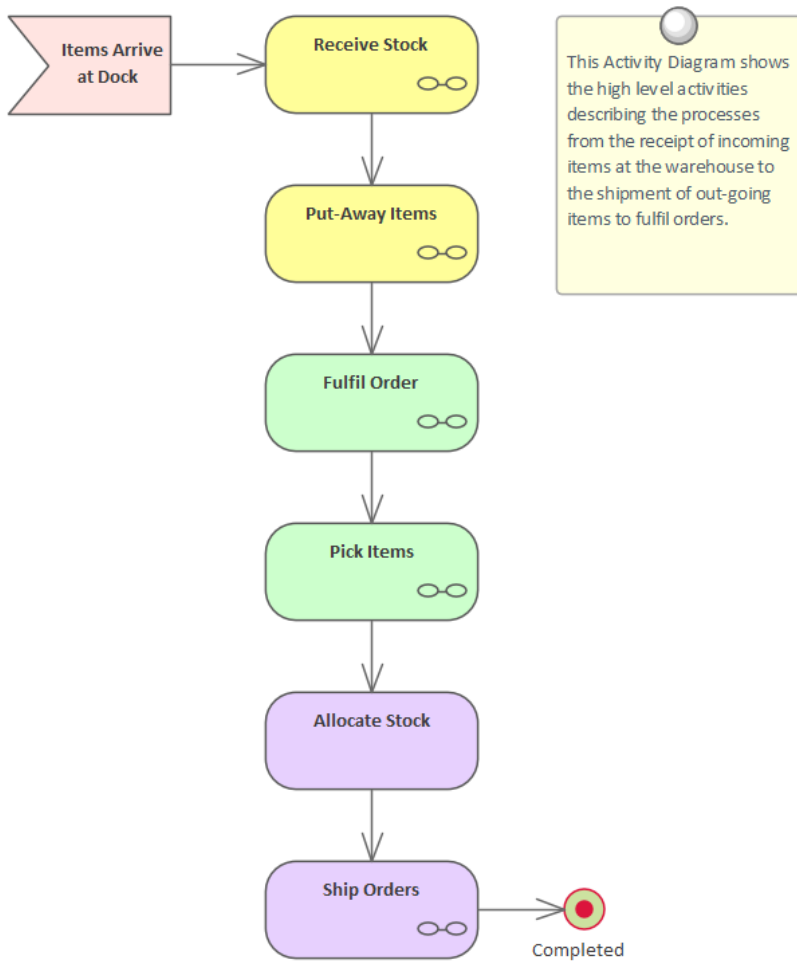 Items Arrive
at Dock
Receive Stock
This Activity Diagram shows
the high level activities
describing the processes
from the receipt of incoming
items at the warehouse to
the shipment of out-going
items to fulfil orders.
Put-Away Items
Fulfil Order
Pick Items
Allocate Stock
Ship Orders
Completed